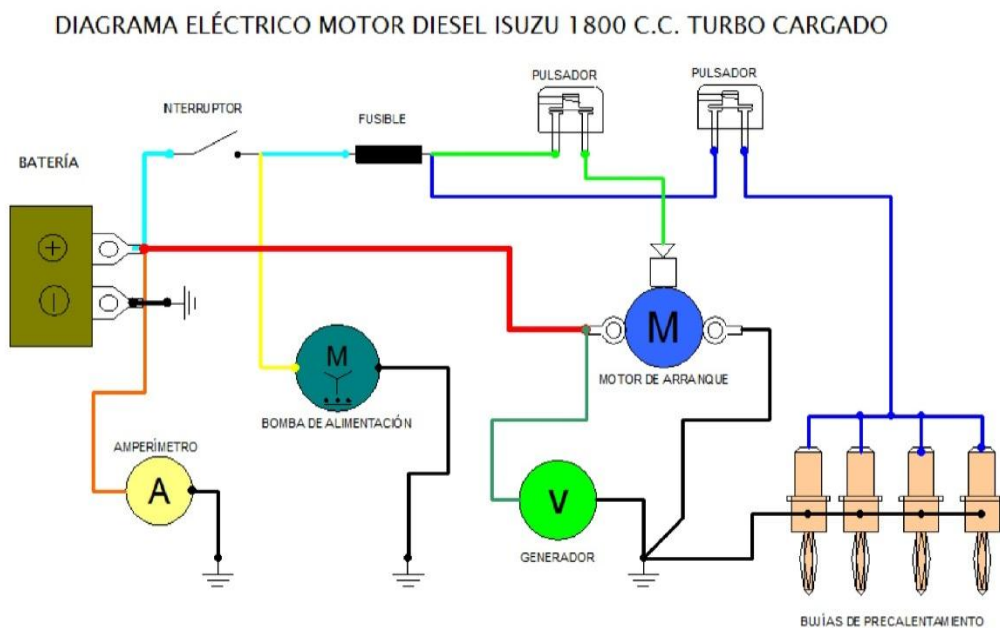 DIAGRAMA ELÉCTRICO MOTOR DIESEL ISUZU 1800 C.C. TURBO CARGADO
PULSADOR
PULSADOR
INTERRUPTOR
FUSIBLE
BATERÍA
M
MOTOR DE ARRANQUE
M
BOMBA DE ALIMENTACIÓN
AMPERÍMETRO
A
V
GENERADOR
BUJÍAS DE PRECALENTAMIENTO